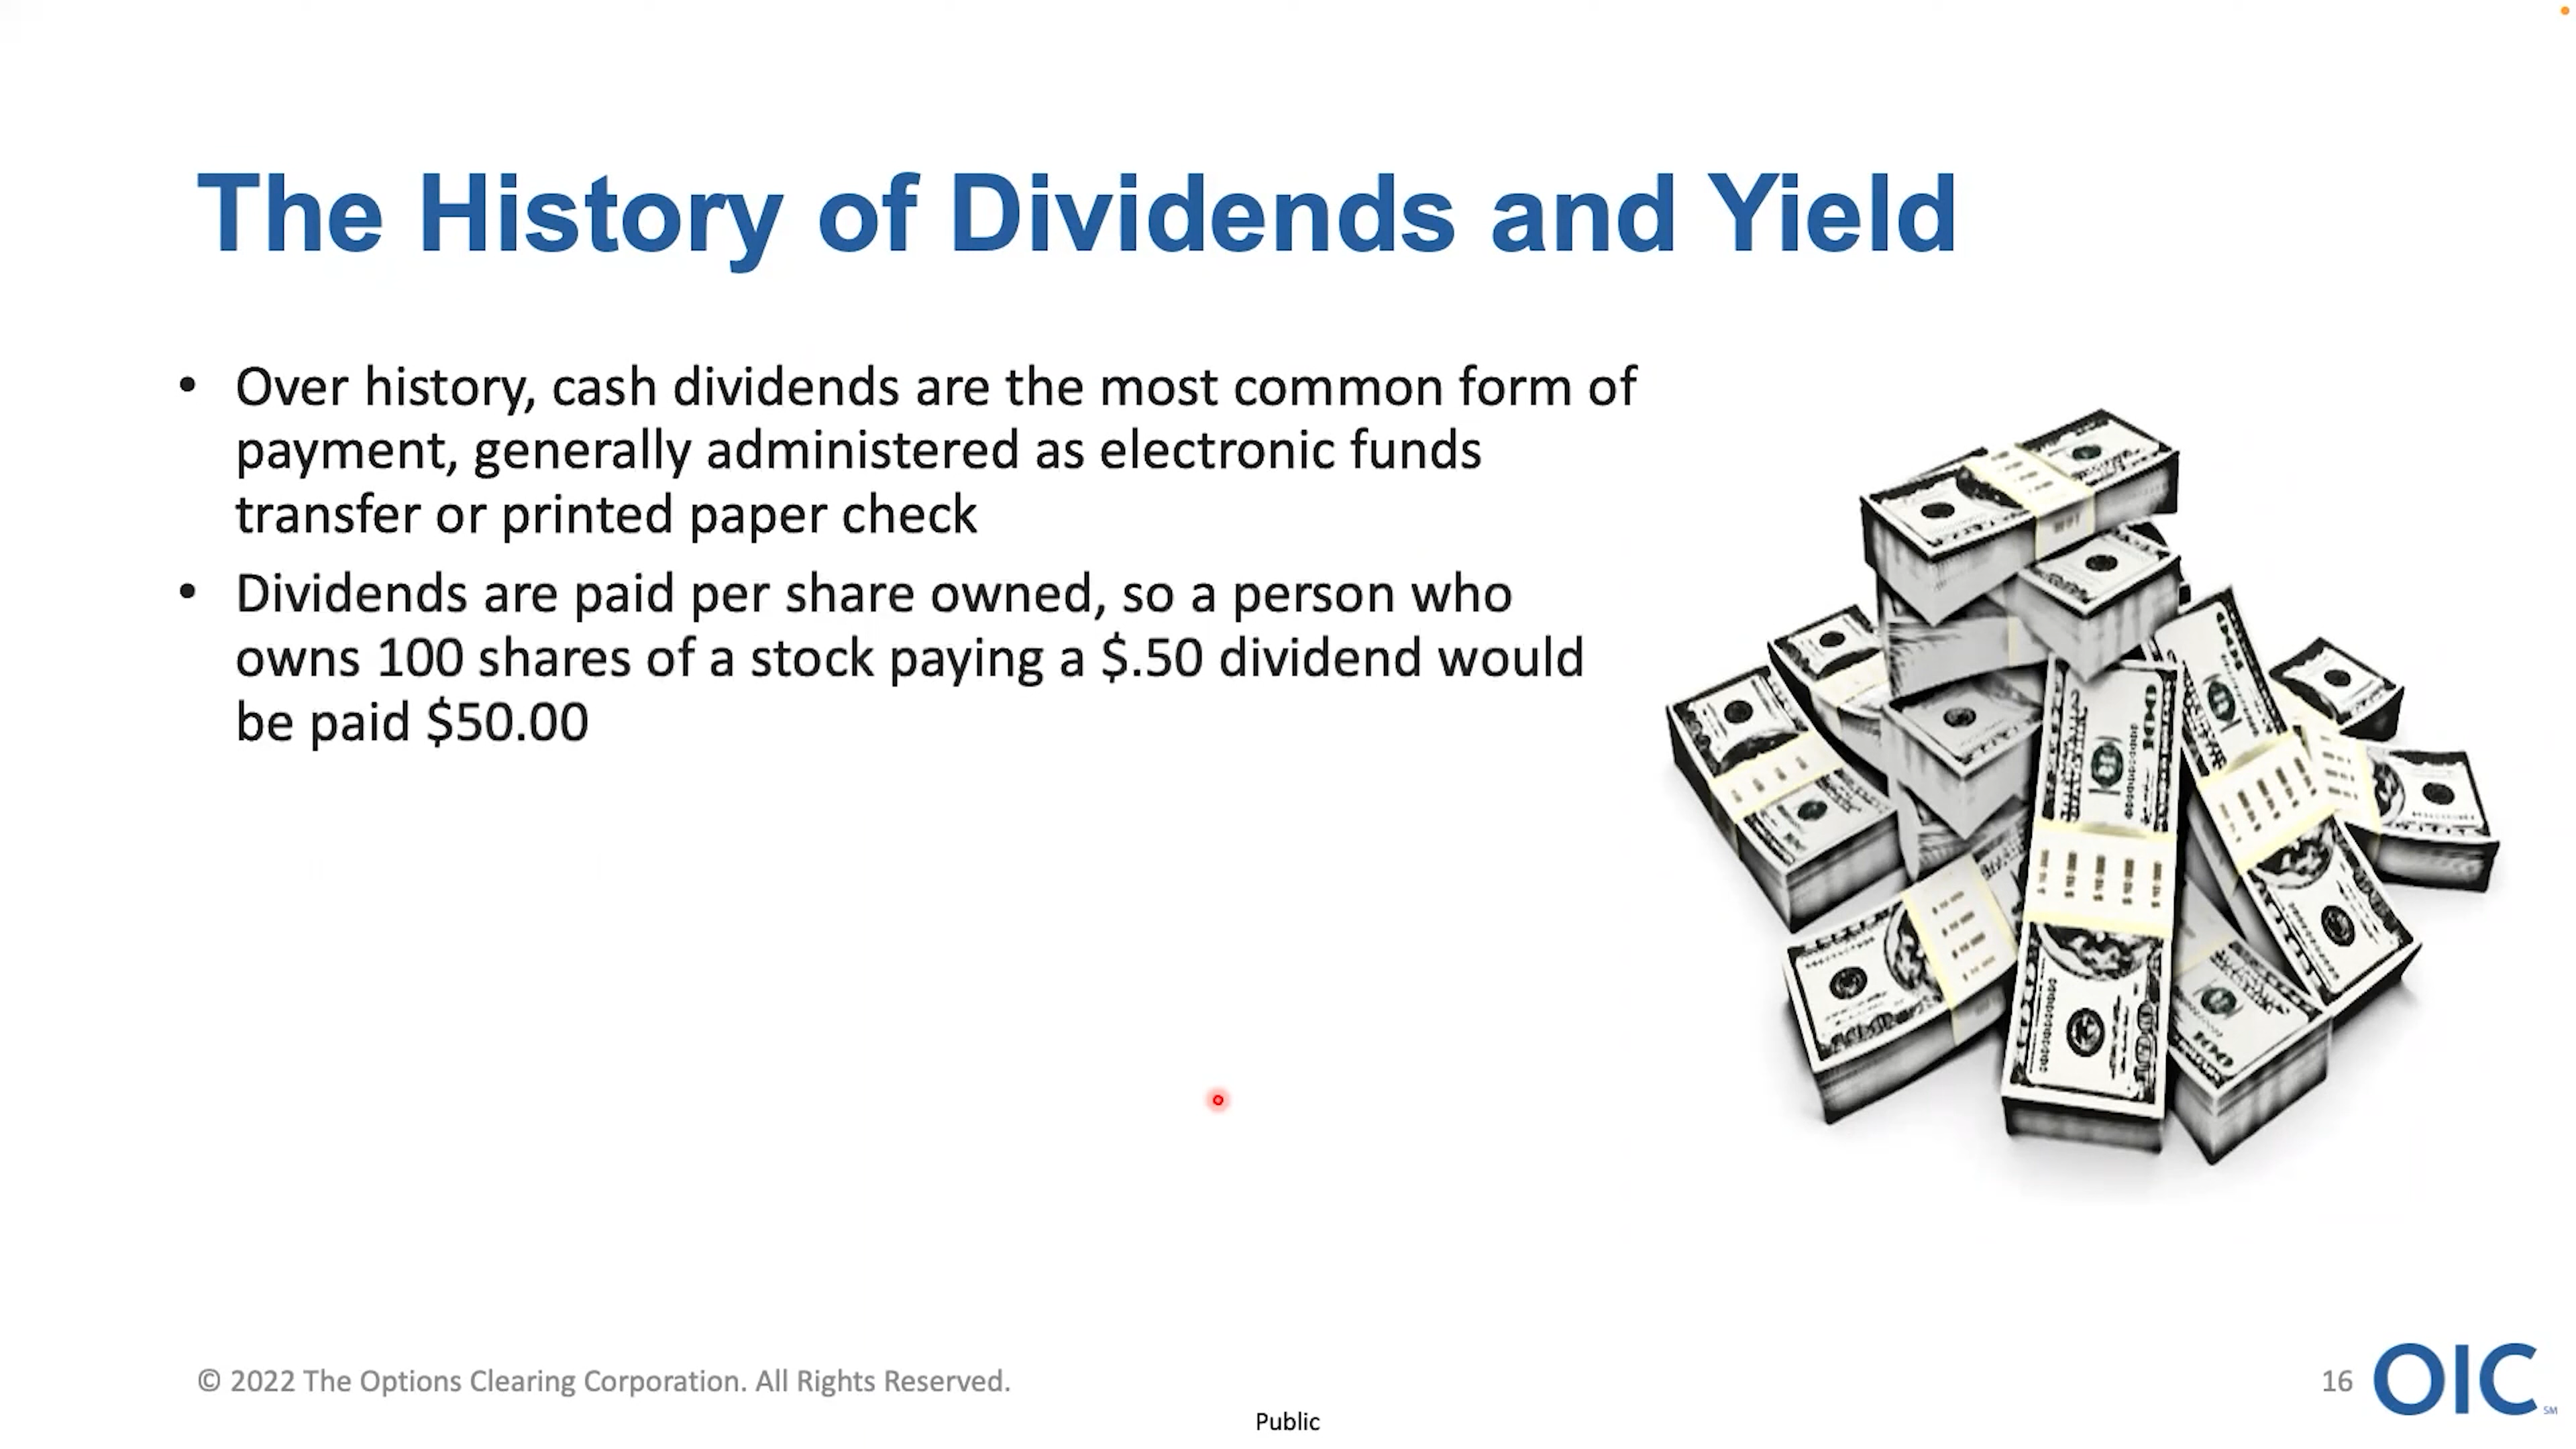 The History of Dividends and Yield
• Over history, cash dividends are the most common form of
payment, generally administered as electronic funds
transfer or printed paper check
• Dividends are paid per share owned, so a person who
owns 100 shares of a stock paying a $.50 dividend would
be paid $50.00
© 2022 The Options Clearing Corporation. All Rights Reserved.
16
OIC
SM
Public